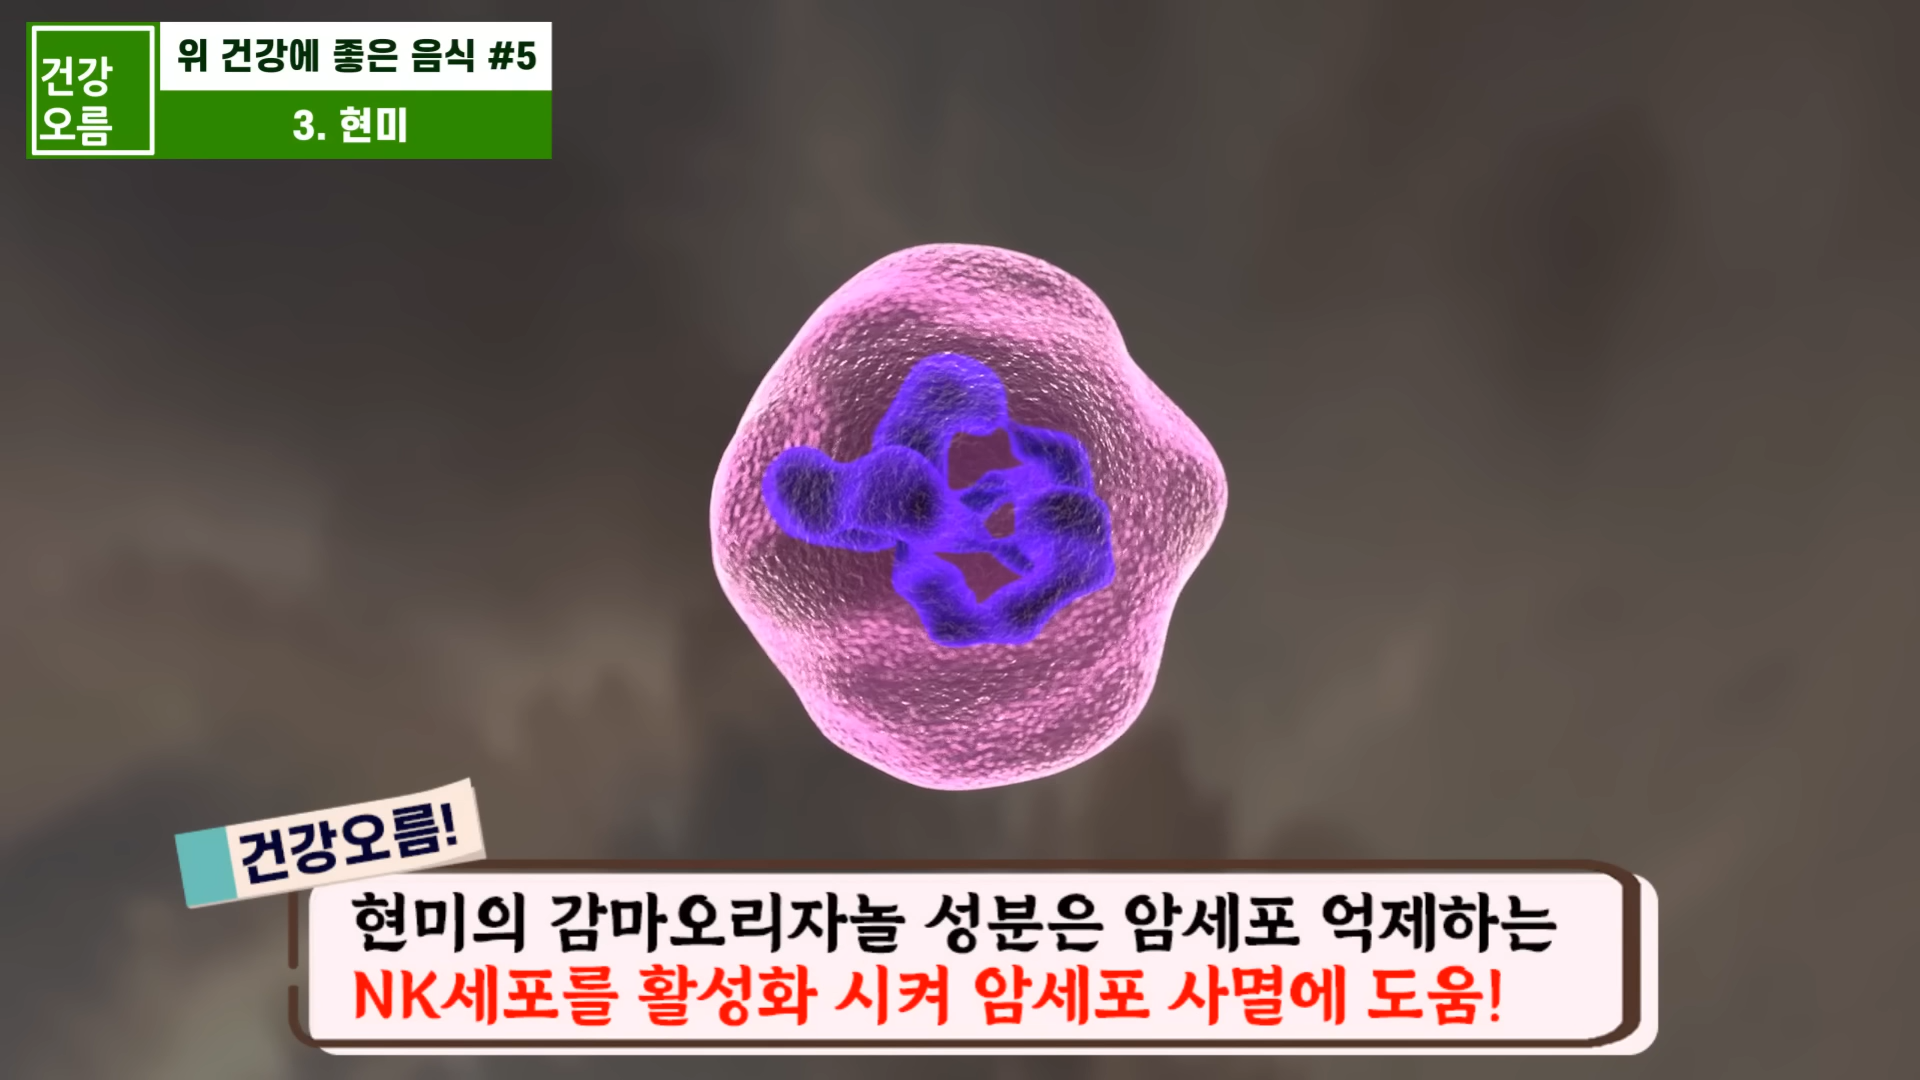 건강
오름
위 건강에 좋은 음식 #5
3. 현미
건강오름!
현미의 감마오리자놀 성분은 암세포 억제하는
NK세포를 활성화 시켜 암세포 사멸에 도움!